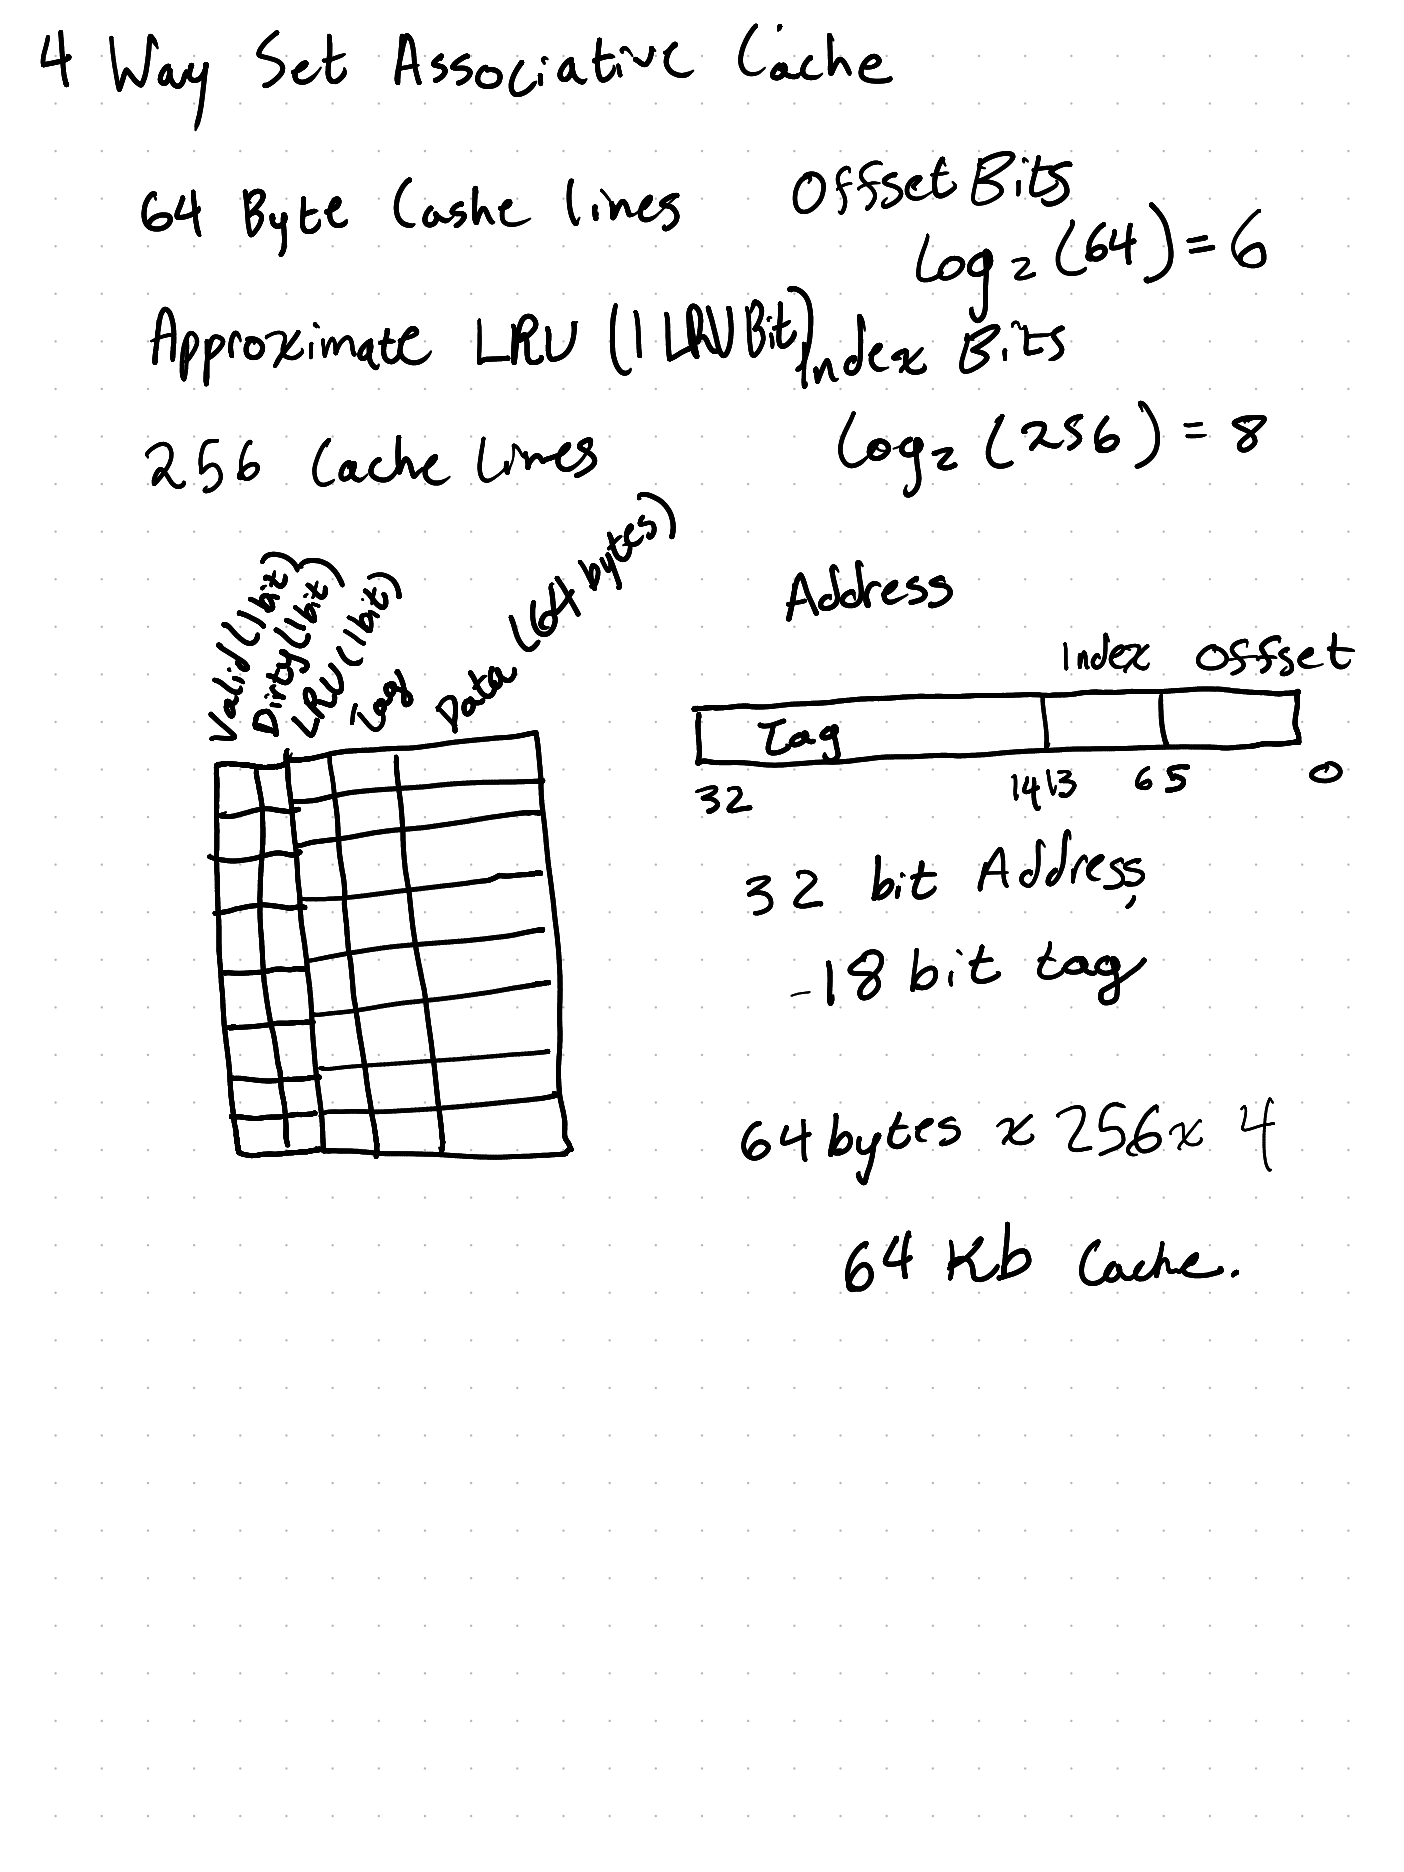 4 Way Set Associative Cache
64 Byte Cashe lines
Approximate LRU (1 LRU Bit)
256 Cache Lines
Offset Bits
log₂ (64) = 6
Index Bits
log₂ (256) = 8
Valid (1 bit)
Dirty (1 bit)
LRU (1 bit)
Tag
Data (64 bytes)
Address
Index Offset
Tag
32 14 13 6 5 0
32 bit Address,
-18 bit tag
64 bytes x 256 x 4
64 Kb Cache.